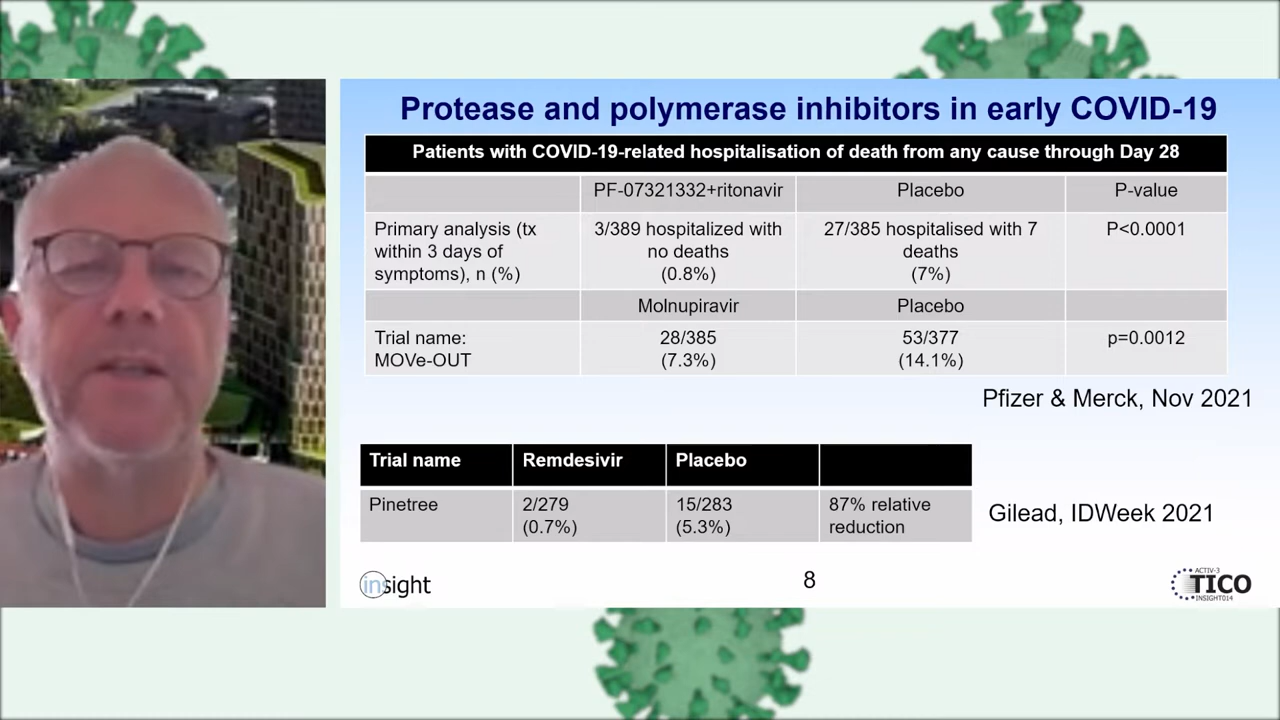 Protease and polymerase inhibitors in early COVID-19
Patients with COVID-19-related hospitalisation of death from any cause through Day 28
PF-07321332+ritonavir Placebo P-value
Primary analysis (tx
within 3 days of
symptoms), n (%)
3/389 hospitalized with
no deaths
(0.8%)
27/385 hospitalised with 7
deaths
(7%)
P<0.0001
Molnupiravir Placebo
Trial name:
MOVe-OUT
28/385
(7.3%)
53/377
(14.1%)
p=0.0012
Pfizer & Merck, Nov 2021
Trial name Remdesivir Placebo
Pinetree
2/279
(0.7%)
15/283
(5.3%)
87% relative
reduction
Gilead, IDWeek 2021
insight
8
ACTIV-3
TICO
INSIGHT014